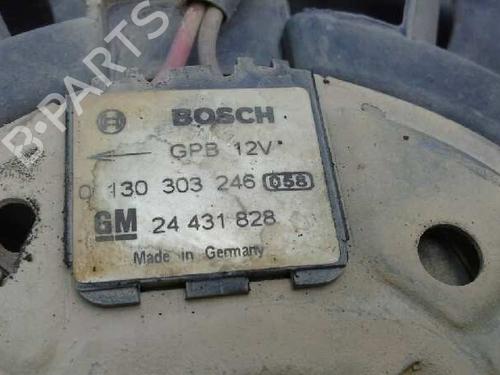 B-PARTS
BOSCH
GPB 12V
0 130 303 246 058
GM 24 431 828
Made in Germany